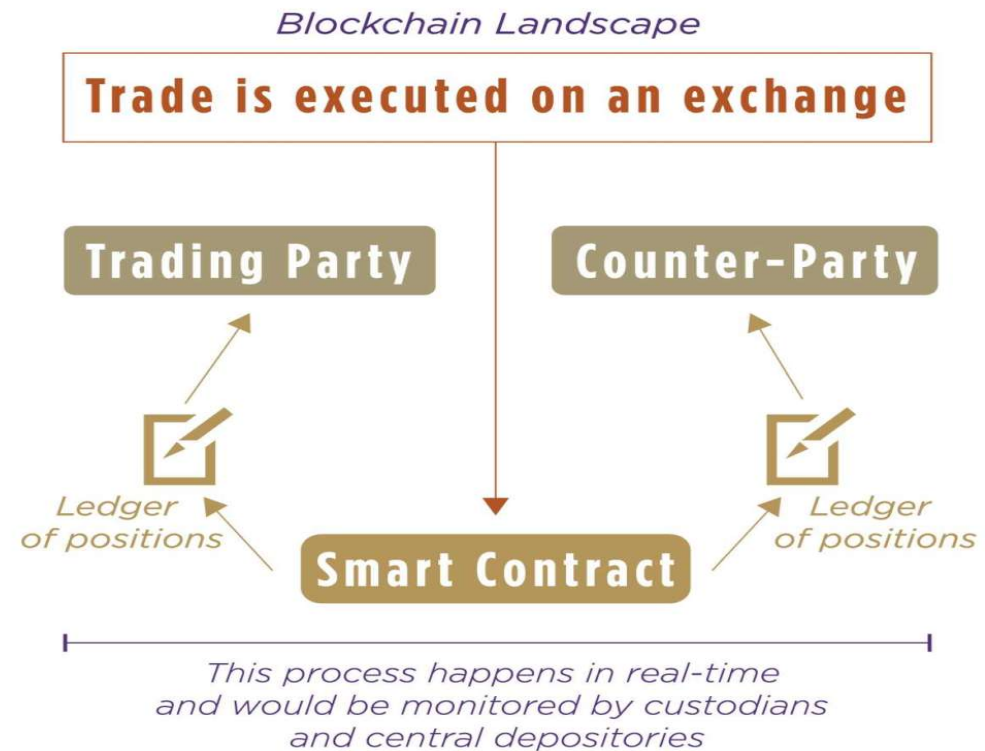 Blockchain Landscape
Trade is executed on an exchange
Trading Party
Counter-Party
Ledger
of positions
Ledger
of positions
Smart Contract
This process happens in real-time
and would be monitored by custodians
and central depositories